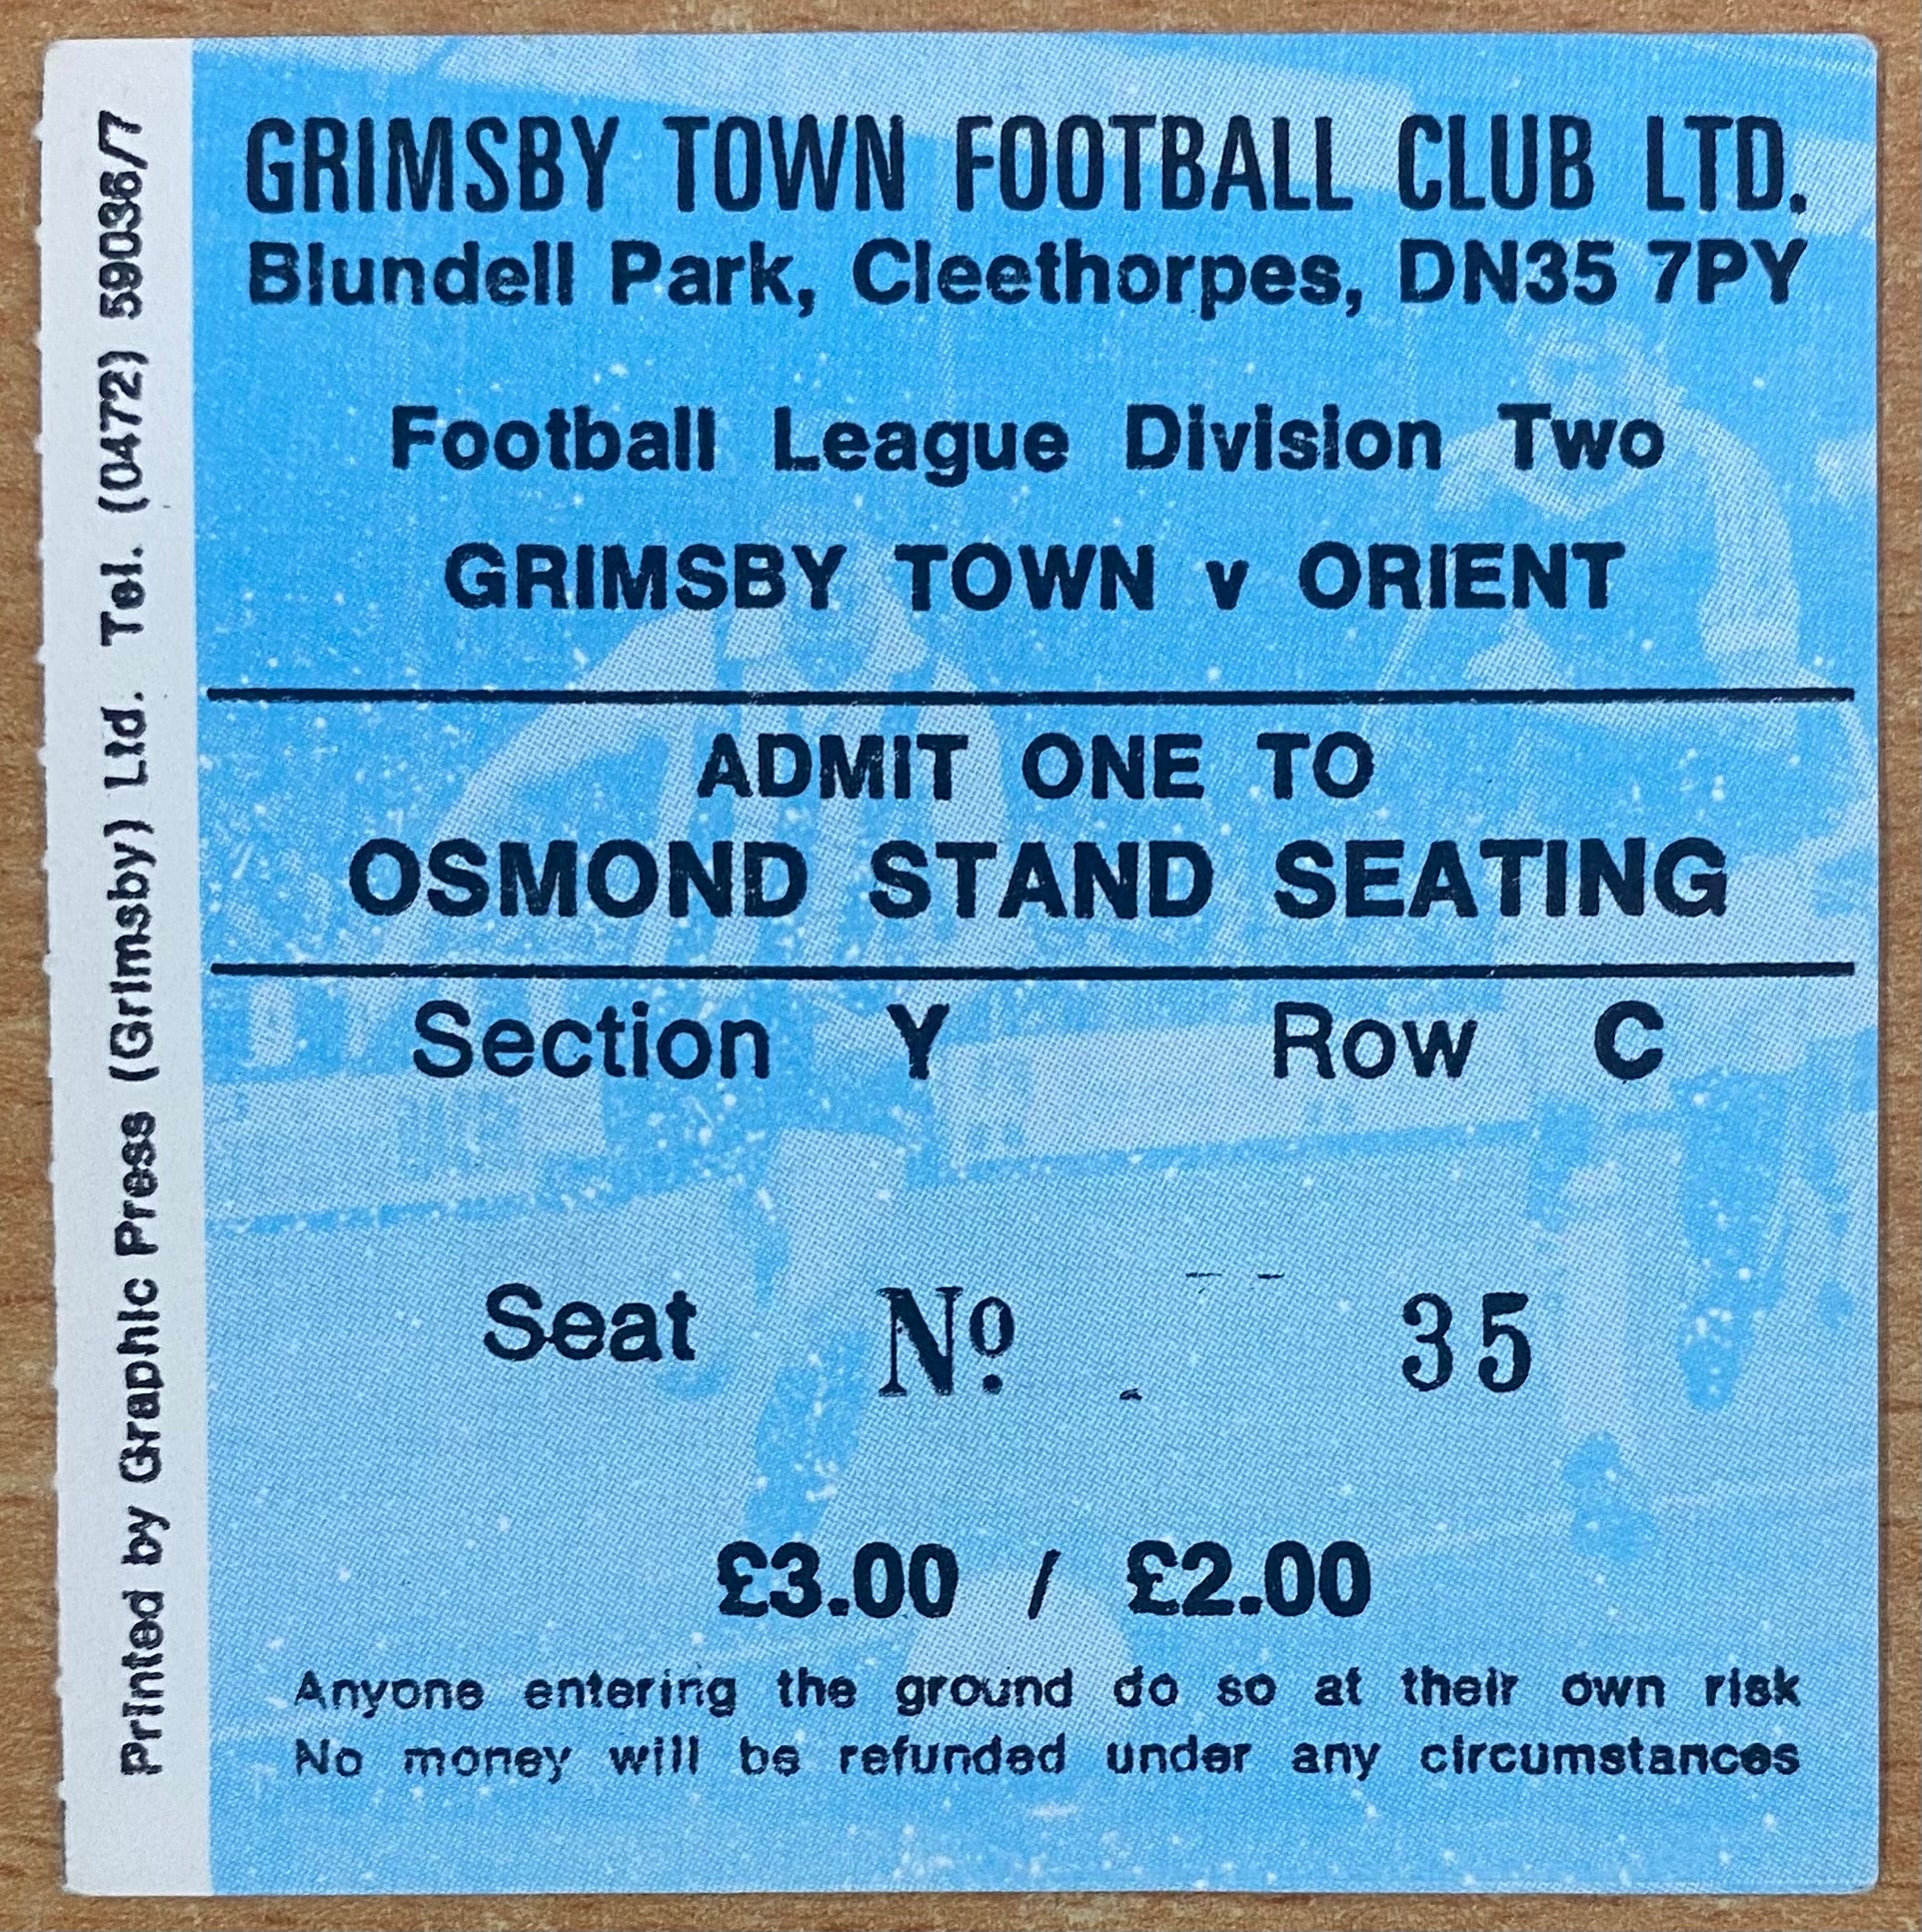 GRIMSBY TOWN FOOTBALL CLUB LTD.
Blundell Park, Cleethorpes, DN35 7PY
Football League Division Two
GRIMSBY TOWN v ORIENT
ADMIT ONE TO
OSMOND STAND SEATING
Section Y Row C
Seat Nº 35
£3.00 / £2.00
Anyone entering the ground do so at their own risk
No money will be refunded under any circumstances
Printed by Graphic Press (Grimsby) Ltd. Tel. (0472) 59036/7